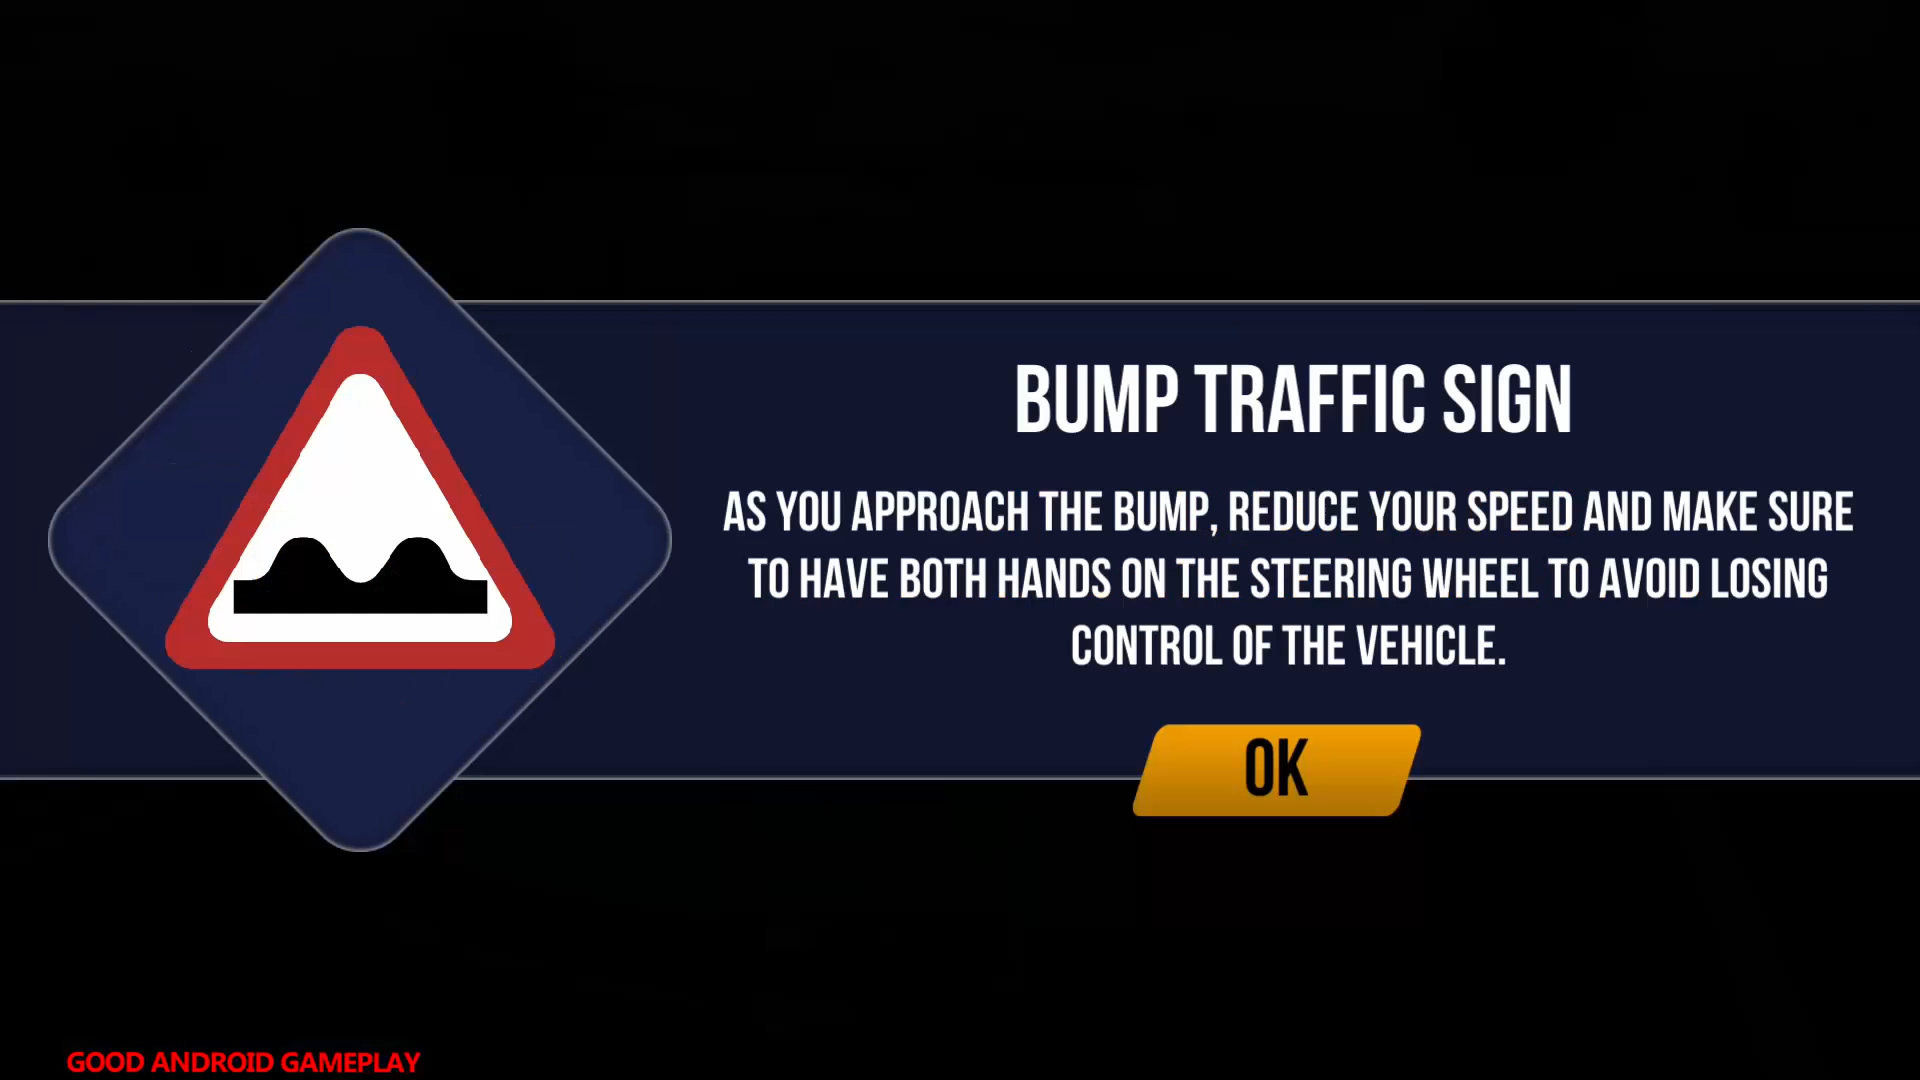 BUMP TRAFFIC SIGN
AS YOU APPROACH THE BUMP, REDUCE YOUR SPEED AND MAKE SURE
TO HAVE BOTH HANDS ON THE STEERING WHEEL TO AVOID LOSING
CONTROL OF THE VEHICLE.
OK
GOOD ANDROID GAMEPLAY